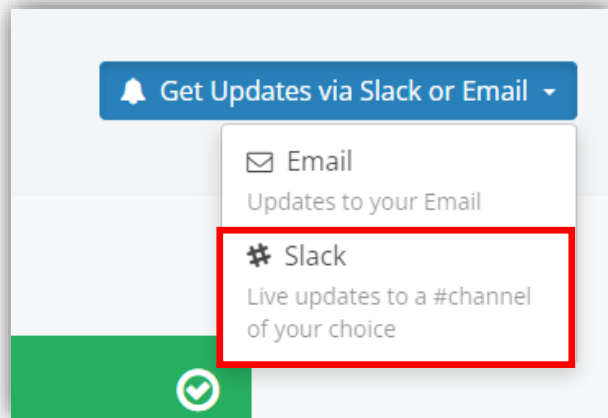 Get Updates via Slack or Email
Email
Updates to your Email
Slack
Live updates to a #channel
of your choice